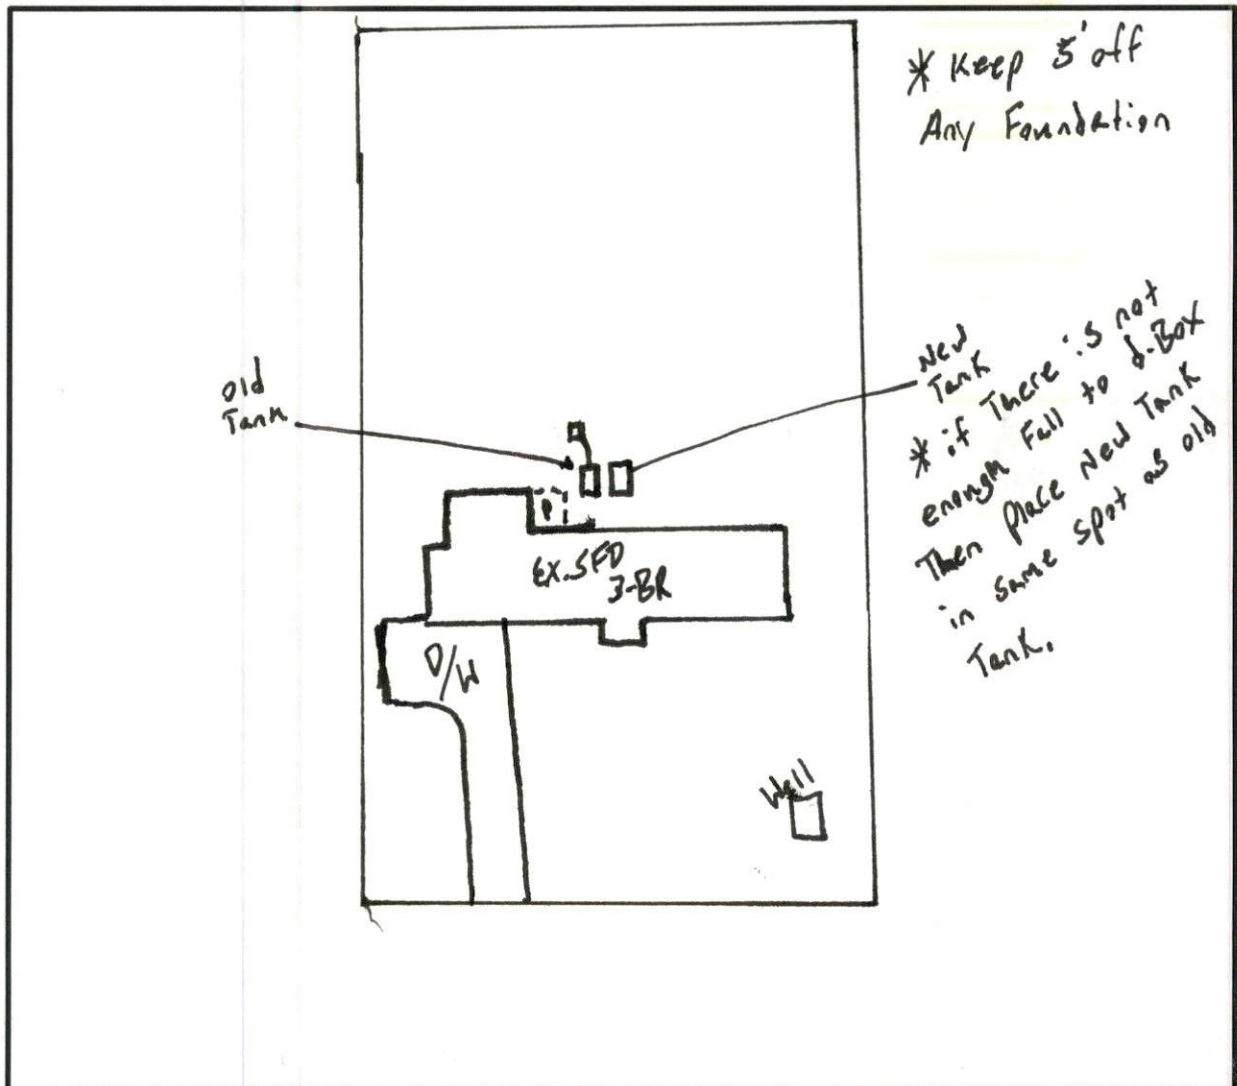 * Keep 5' off
Any Foundation
old
Tank
New
Tank
* if There is not
enough Fall to d-Box
Then place New Tank
in same spot as old
Tank.
P
EX. SFD
3-BR
D/W
Well